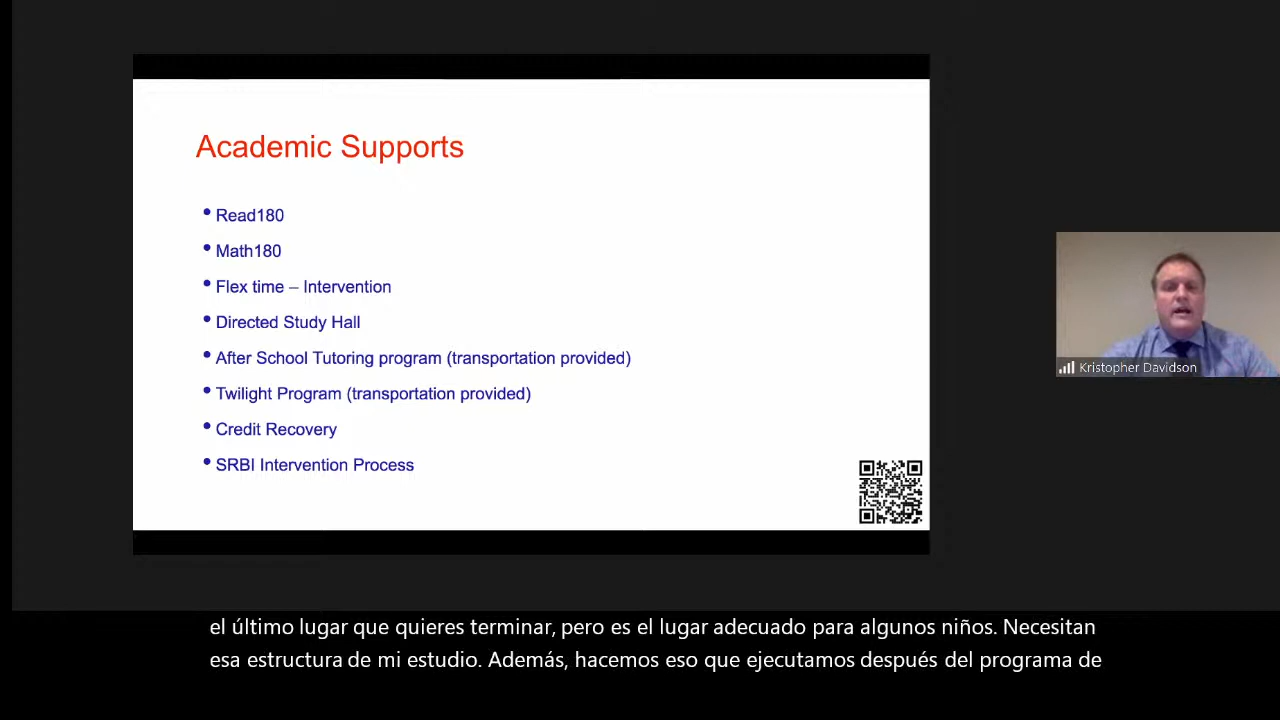 Academic Supports
• Read180
• Math180
• Flex time – Intervention
• Directed Study Hall
• After School Tutoring program (transportation provided)
• Twilight Program (transportation provided)
• Credit Recovery
• SRBI Intervention Process
Kristopher Davidson
el último lugar que quieres terminar, pero es el lugar adecuado para algunos niños. Necesitan
esa estructura de mi estudio. Además, hacemos eso que ejecutamos después del programa de